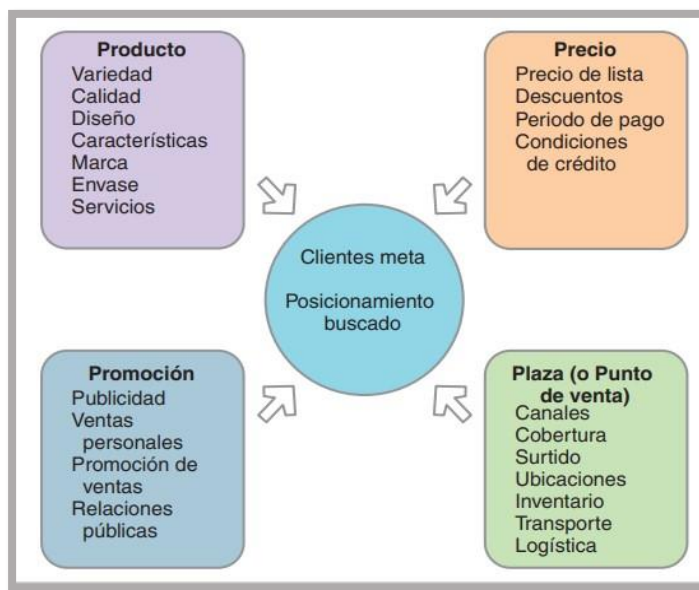 Producto
Variedad
Calidad
Diseño
Características
Marca
Envase
Servicios
Precio
Precio de lista
Descuentos
Periodo de pago
Condiciones
de crédito
Clientes meta
Posicionamiento
buscado
Promoción
Publicidad
Ventas
personales
Promoción de
ventas
Relaciones
públicas
Plaza (o Punto
de venta)
Canales
Cobertura
Surtido
Ubicaciones
Inventario
Transporte
Logística